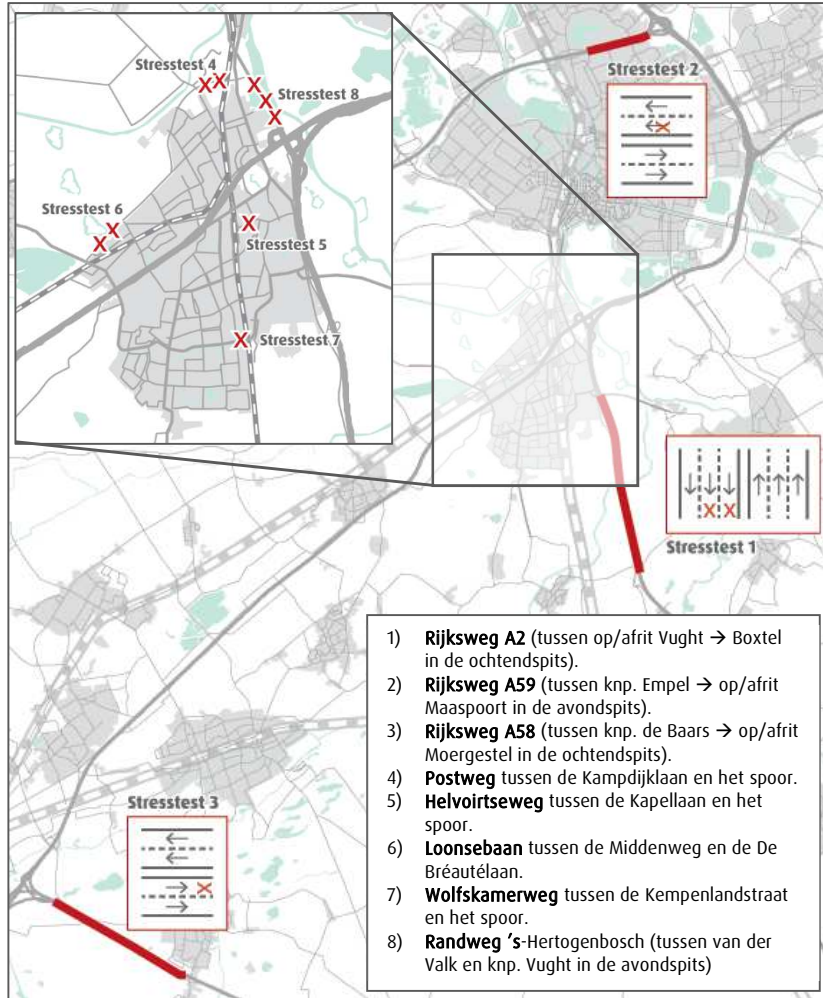 Stresstest 4
Stresstest 8
Stresstest 6
Stresstest 5
Stresstest 7
Stresstest 2
Stresstest 1
Stresstest 3
1) Rijksweg A2 (tussen op/afrit Vught → Boxtel
in de ochtendspits).
2) Rijksweg A59 (tussen knp. Empel → op/afrit
Maaspoort in de avondspits).
3) Rijksweg A58 (tussen knp. de Baars → op/afrit
Moergestel in de ochtendspits).
4) Postweg tussen de Kampdijklaan en het spoor.
5) Helvoirtseweg tussen de Kapellaan en het
spoor.
6) Loonsebaan tussen de Middenweg en de De
Bréautélaan.
7) Wolfskamerweg tussen de Kempenlandstraat
en het spoor.
8) Randweg 's-Hertogenbosch (tussen van der
Valk en knp. Vught in de avondspits)